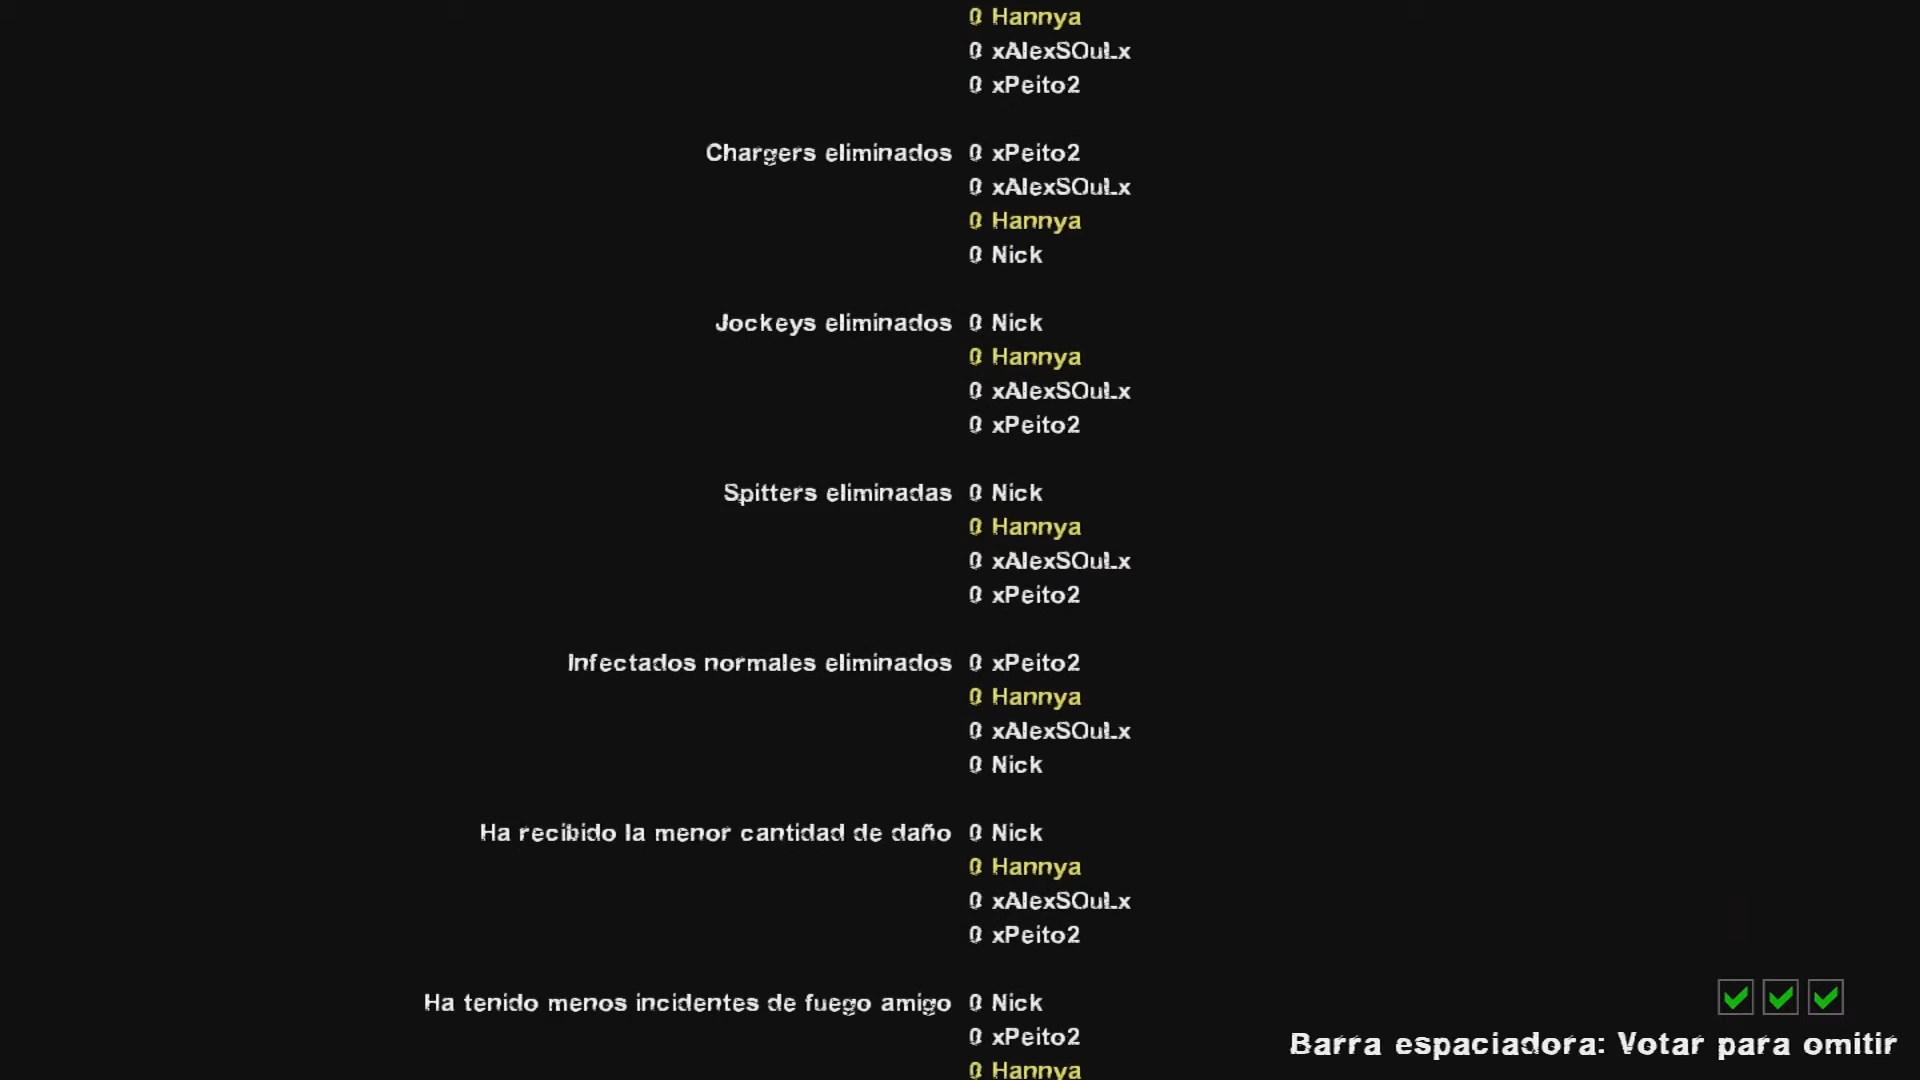 0 Hannya
0 xAlexSOuLx
0 xPeito2
Chargers eliminados 0 xPeito2
0 xAlexSOuLx
0 Hannya
0 Nick
Jockeys eliminados 0 Nick
0 Hannya
0 xAlexSOuLx
0 xPeito2
Spitters eliminadas 0 Nick
0 Hannya
0 xAlexSOuLx
0 xPeito2
Infectados normales eliminados 0 xPeito2
0 Hannya
0 xAlexSOuLx
0 Nick
Ha recibido la menor cantidad de daño 0 Nick
0 Hannya
0 xAlexSOuLx
0 xPeito2
Ha tenido menos incidentes de fuego amigo 0 Nick
0 xPeito2
0 Hannya
Barra espaciadora: Votar para omitir